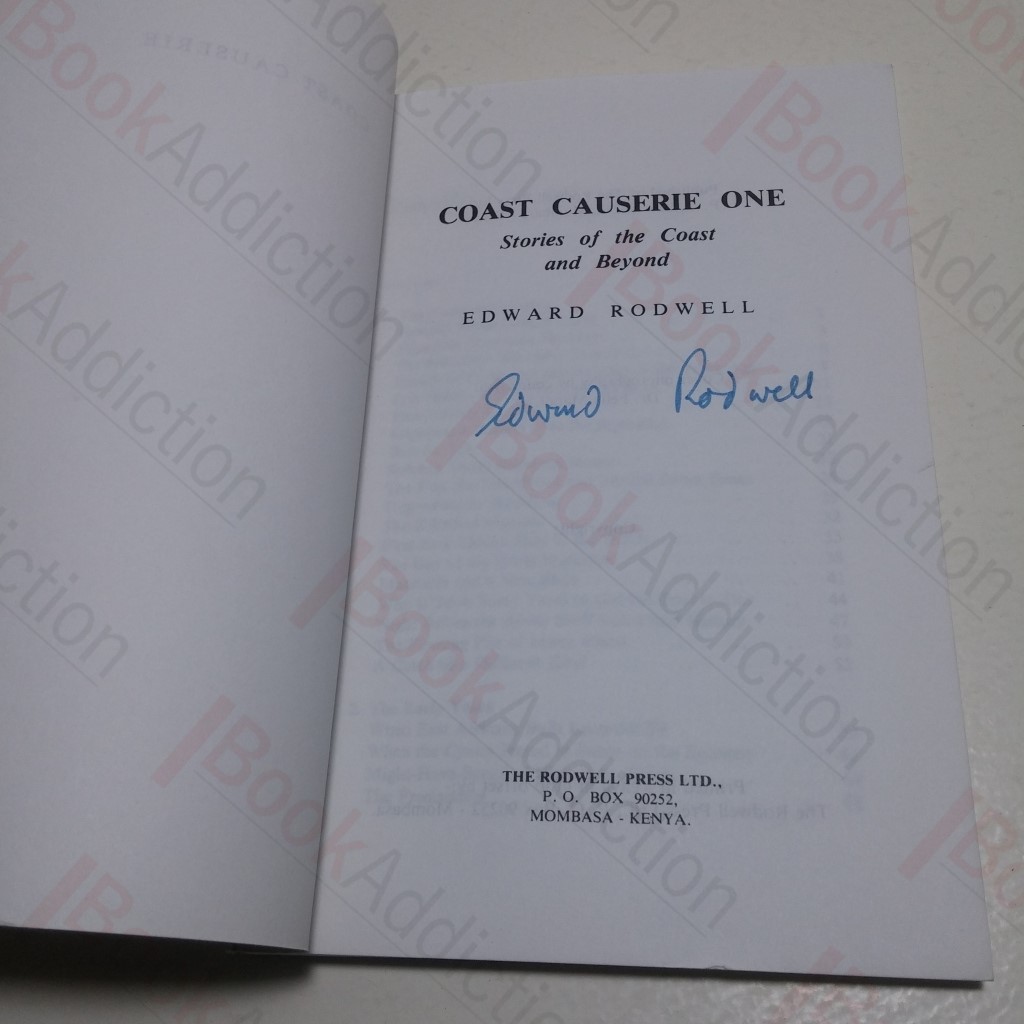 COAST CAUSERIE ONE
Stories of the Coast
and Beyond
EDWARD RODWELL
Edward Rodwell
THE RODWELL PRESS LTD.,
P. O. BOX 90252,
MOMBASA - KENYA.
BookAddiction